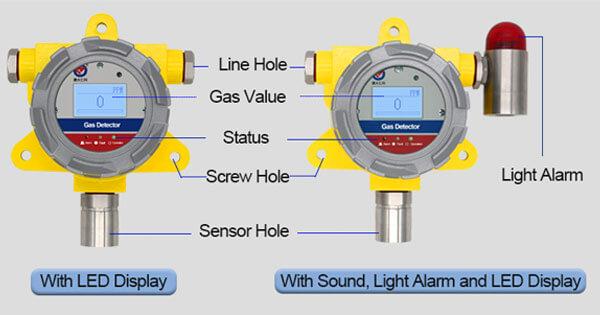 Line Hole
Gas Value
Status
Screw Hole
Sensor Hole
Light Alarm
PPM
0
Gas Detector
PPM
0
Gas Detector
With LED Display
With Sound, Light Alarm and LED Display